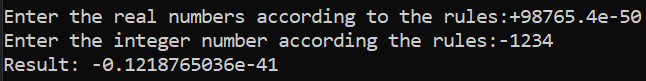 Enter the real numbers according to the rules:+98765.4e-50
Enter the integer number according the rules:-1234
Result: -0.1218765036e-41